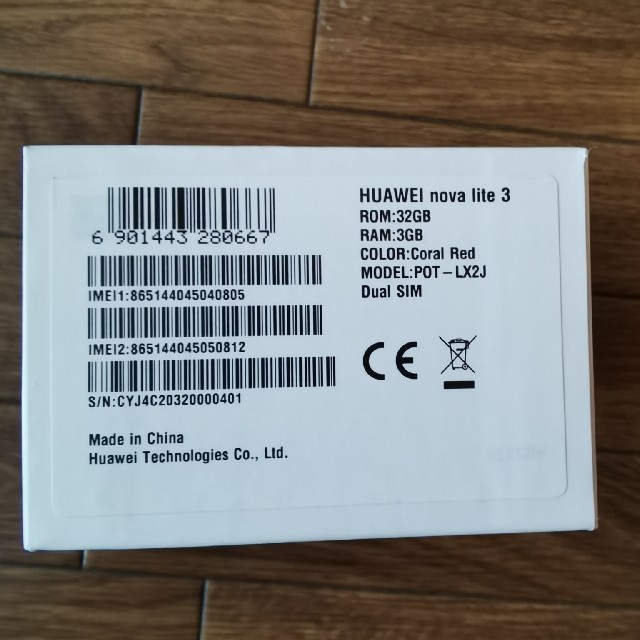 6 901443 280667
IMEI1:865144045040805
IMEI2:865144045050812
S/N:CYJ4C20320000401
Made in China
Huawei Technologies Co., Ltd.
HUAWEI nova lite 3
ROM:32GB
RAM:3GB
COLOR:Coral Red
MODEL:POT-LX2J
Dual SIM
CE